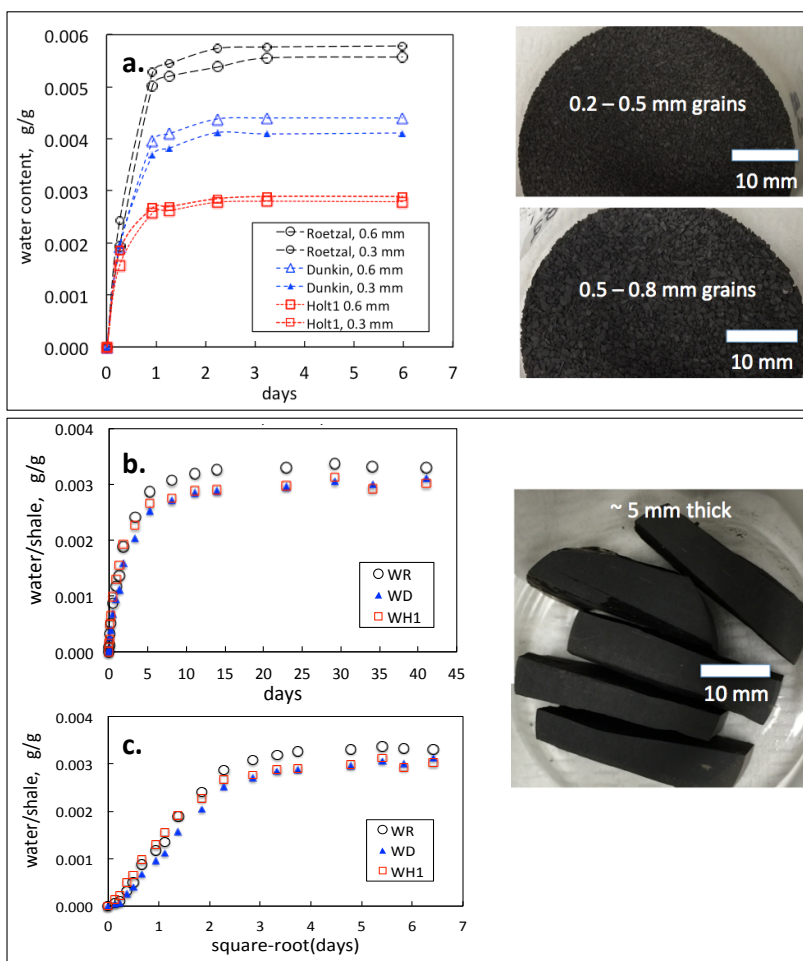 a.
water content, g/g
0.006
0.005
0.004
0.003
0.002
0.001
0.000
Roetzal, 0.6 mm
Roetzal, 0.3 mm
Dunkin, 0.6 mm
Dunkin, 0.3 mm
Holt1 0.6 mm
Holt1, 0.3 mm
0 1 2 3 4 5 6 7
days
0.2 – 0.5 mm grains
10 mm
0.5 – 0.8 mm grains
10 mm
b.
water/shale, g/g
0.004
0.003
0.002
0.001
0.000
WR
WD
WH1
0 5 10 15 20 25 30 35 40 45
days
~ 5 mm thick
10 mm
c.
water/shale, g/g
0.004
0.003
0.002
0.001
0.000
WR
WD
WH1
0 1 2 3 4 5 6 7
square-root(days)